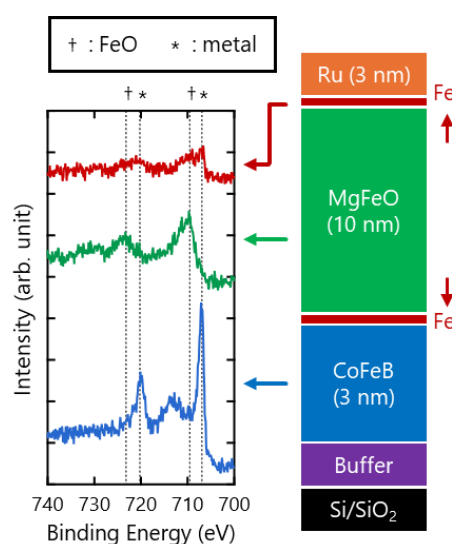 † : FeO * : metal
† * † *
Intensity (arb. unit)
740 730 720 710 700
Binding Energy (eV)
Ru (3 nm)
Fe
MgFeO
(10 nm)
Fe
CoFeB
(3 nm)
Buffer
Si/SiO₂